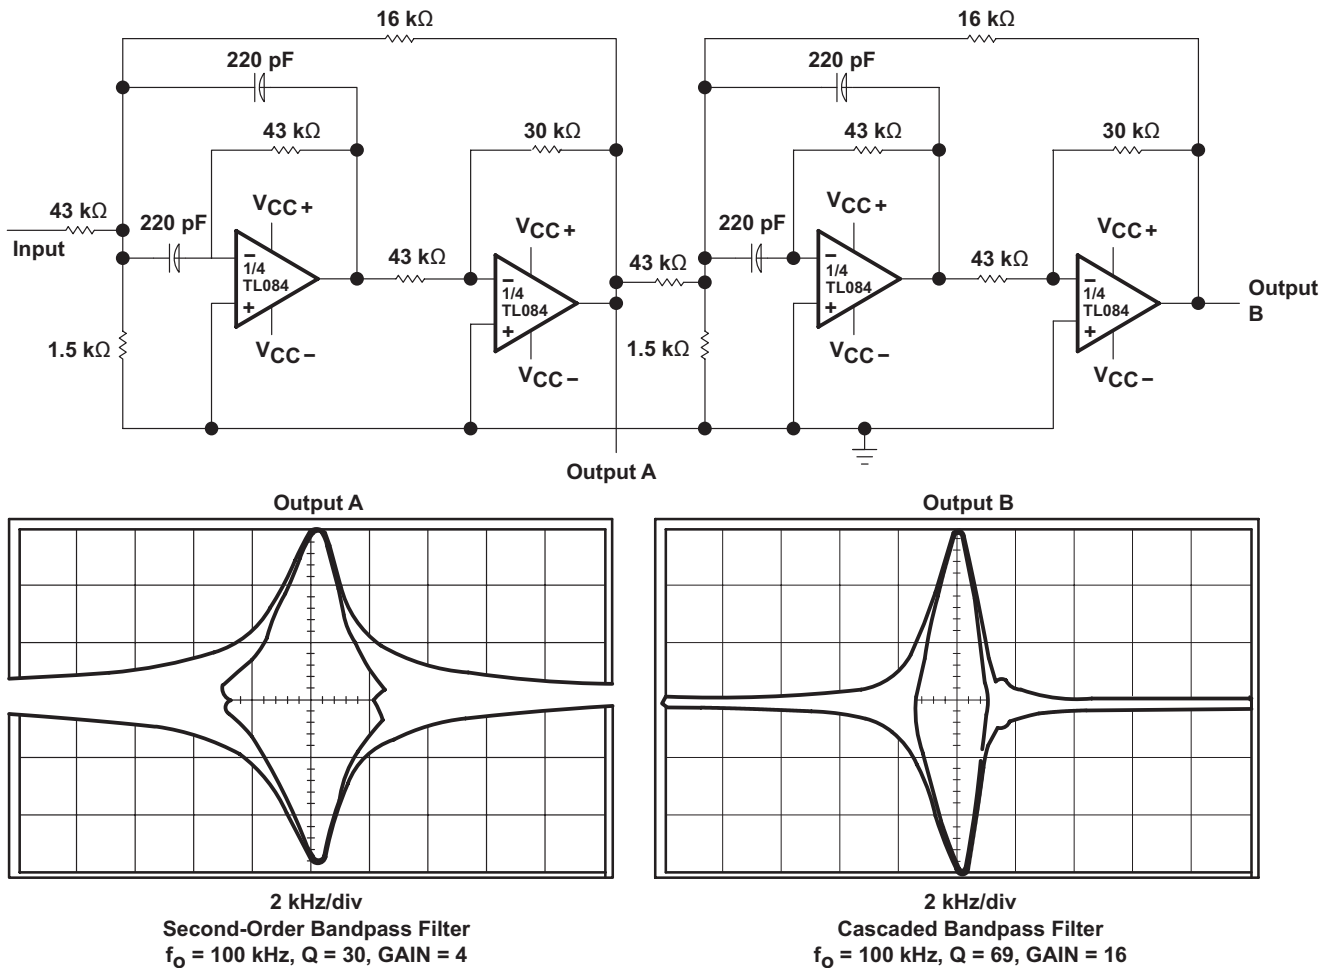 16 kΩ
16 kΩ
220 pF
220 pF
43 kΩ
30 kΩ
43 kΩ
30 kΩ
43 kΩ
Input
220 pF
VCC+
−
1/4
TL084
+
VCC−
43 kΩ
VCC+
−
1/4
TL084
+
VCC−
43 kΩ
220 pF
VCC+
−
1/4
TL084
+
VCC−
43 kΩ
VCC+
−
1/4
TL084
+
VCC−
Output
B
1.5 kΩ
1.5 kΩ
Output A
Output A
Output B
2 kHz/div
Second-Order Bandpass Filter
fo = 100 kHz, Q = 30, GAIN = 4
2 kHz/div
Cascaded Bandpass Filter
fo = 100 kHz, Q = 69, GAIN = 16